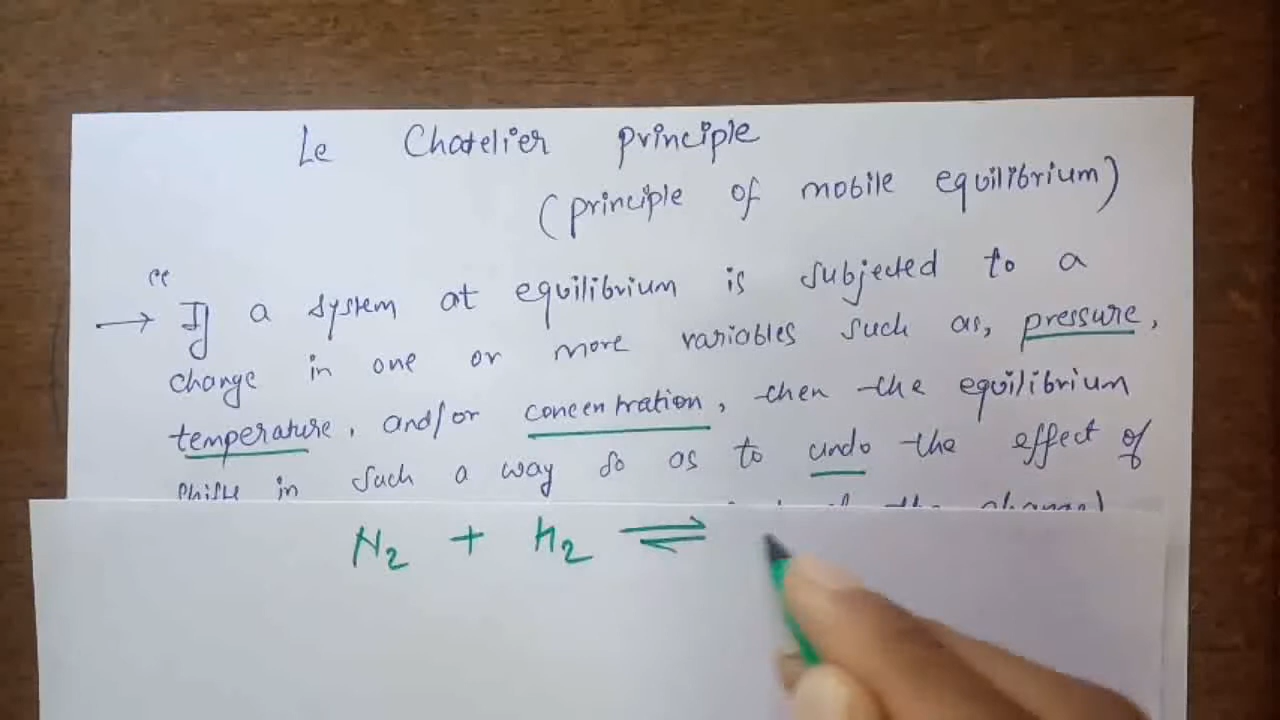 Le Chatelier principle
(principle of mobile equilibrium)
“ If a system at equilibrium is subjected to a
change in one or more variables such as, pressure,
temperature, and/or concentration, then the equilibrium
shifts in such a way so as to undo the effect of
the
N₂ + H₂ ⇌